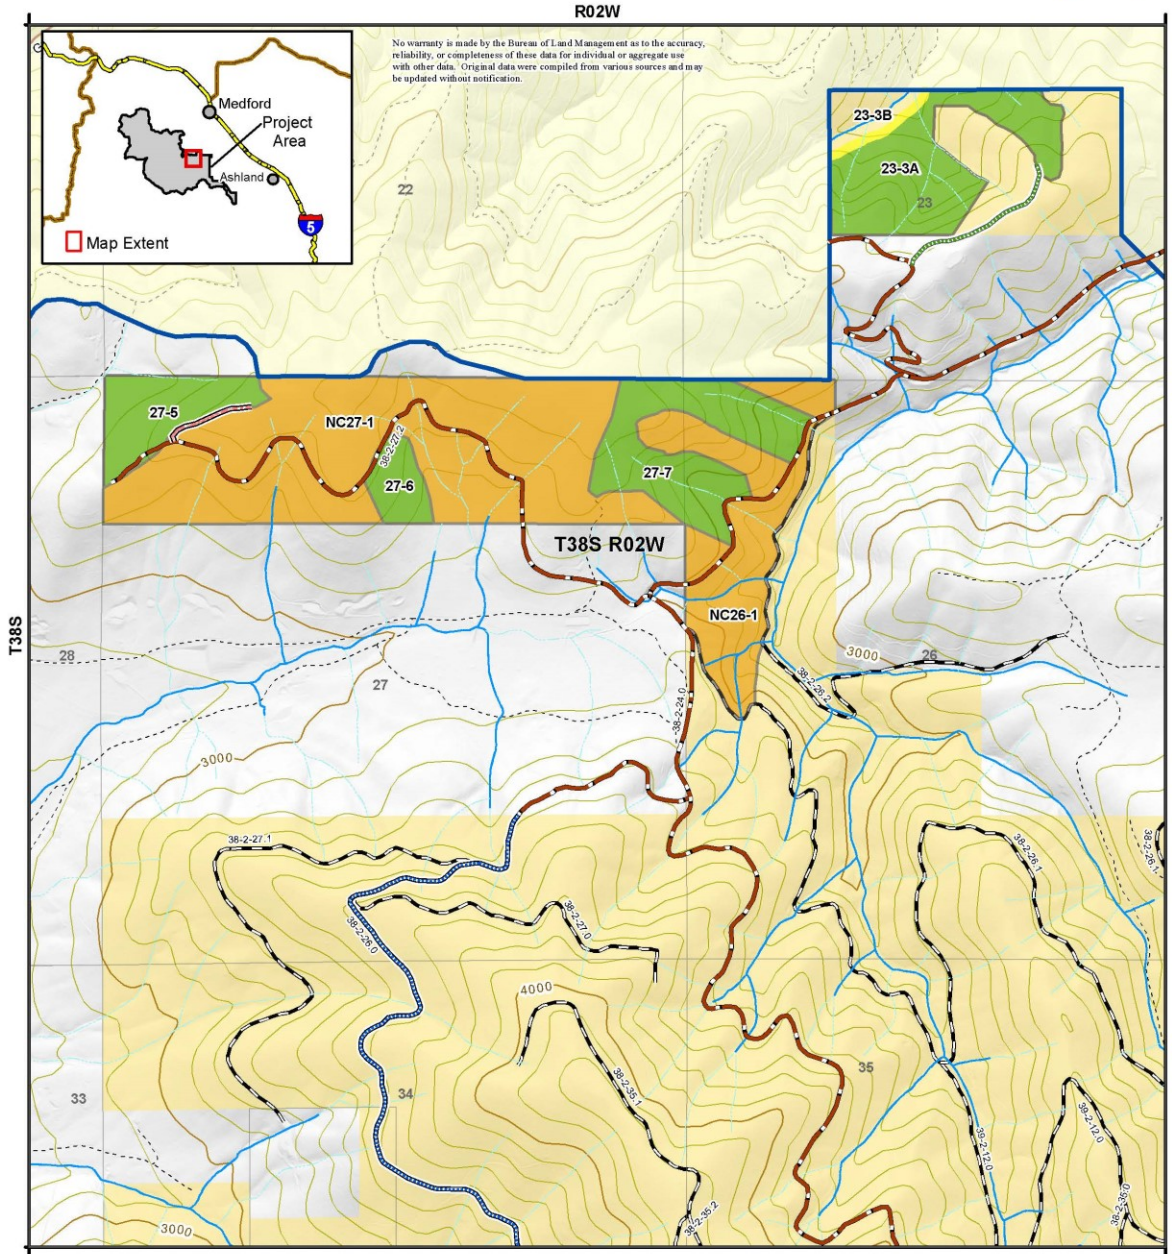 R02W
No warranty is made by the Bureau of Land Management as to the accuracy,
reliability, or completeness of these data for individual or aggregate use
with other data. Original data were compiled from various sources and may
be updated without notification.
Medford
Project
Area
Ashland
5
Map Extent
22
23-3B
23-3A
23
27-5
NC27-1
38-2-27.2
27-6
27-7
T38S R02W
NC26-1
T38S
28
27
3000
26
38-2-26.2
38-2-24.0
3000
38-2-27.1
38-2-26.1
38-2-26.1
38-2-26.0
38-2-27.0
4000
33
34
35
38-2-35.1
39-2-12.0
39-2-12.0
38-2-35.0
38-2-35.2
3000